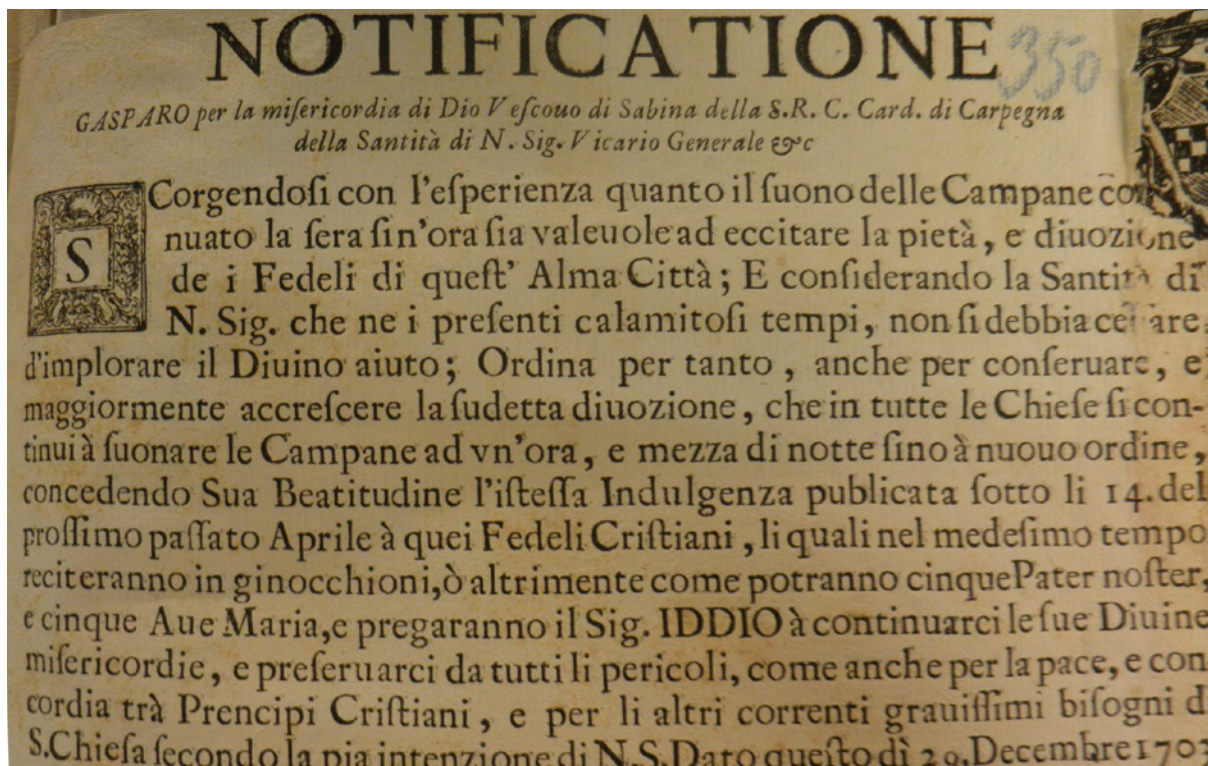 NOTIFICATIONE
350
GASPARO per la miſericordia di Dio Veſcouo di Sabina della S.R. C. Card. di Carpegna
della Santità di N. Sig. Vicario Generale &c
SCorgendoſi con l'eſperienza quanto il ſuono delle Campane
nuato la ſera ſin'ora ſia valeuole ad eccitare la pietà, e diuozione
de i Fedeli di queſt' Alma Città; E conſiderando la Santità di
N. Sig. che ne i preſenti calamitoſi tempi, non ſi debbia
d'implorare il Diuino aiuto; Ordina per tanto, anche per conſeruare, e
maggiormente accreſcere la ſudetta diuozione, che in tutte le Chieſe ſi con-
tinui à ſuonare le Campane ad vn'ora, e mezza di notte ſino à nuouo ordine,
concedendo Sua Beatitudine l'iſteſſa Indulgenza publicata ſotto li 14. del
proſſimo paſſato Aprile à quei Fedeli Criſtiani, li quali nel medeſimo tempo
reciteranno in ginocchioni, ò altrimente come potranno cinque Pater noſter,
e cinque Aue Maria, e pregaranno il Sig. IDDIO à continuarci le ſue Diuine
miſericordie, e preſeruarci da tutti li pericoli, come anche per la pace, e con
cordia trà Prencipi Criſtiani, e per li altri correnti grauiſſimi biſogni d
S. Chieſa ſecondo la pia intenzione di N.S. Dato queſto dì 29. Decembre 1703